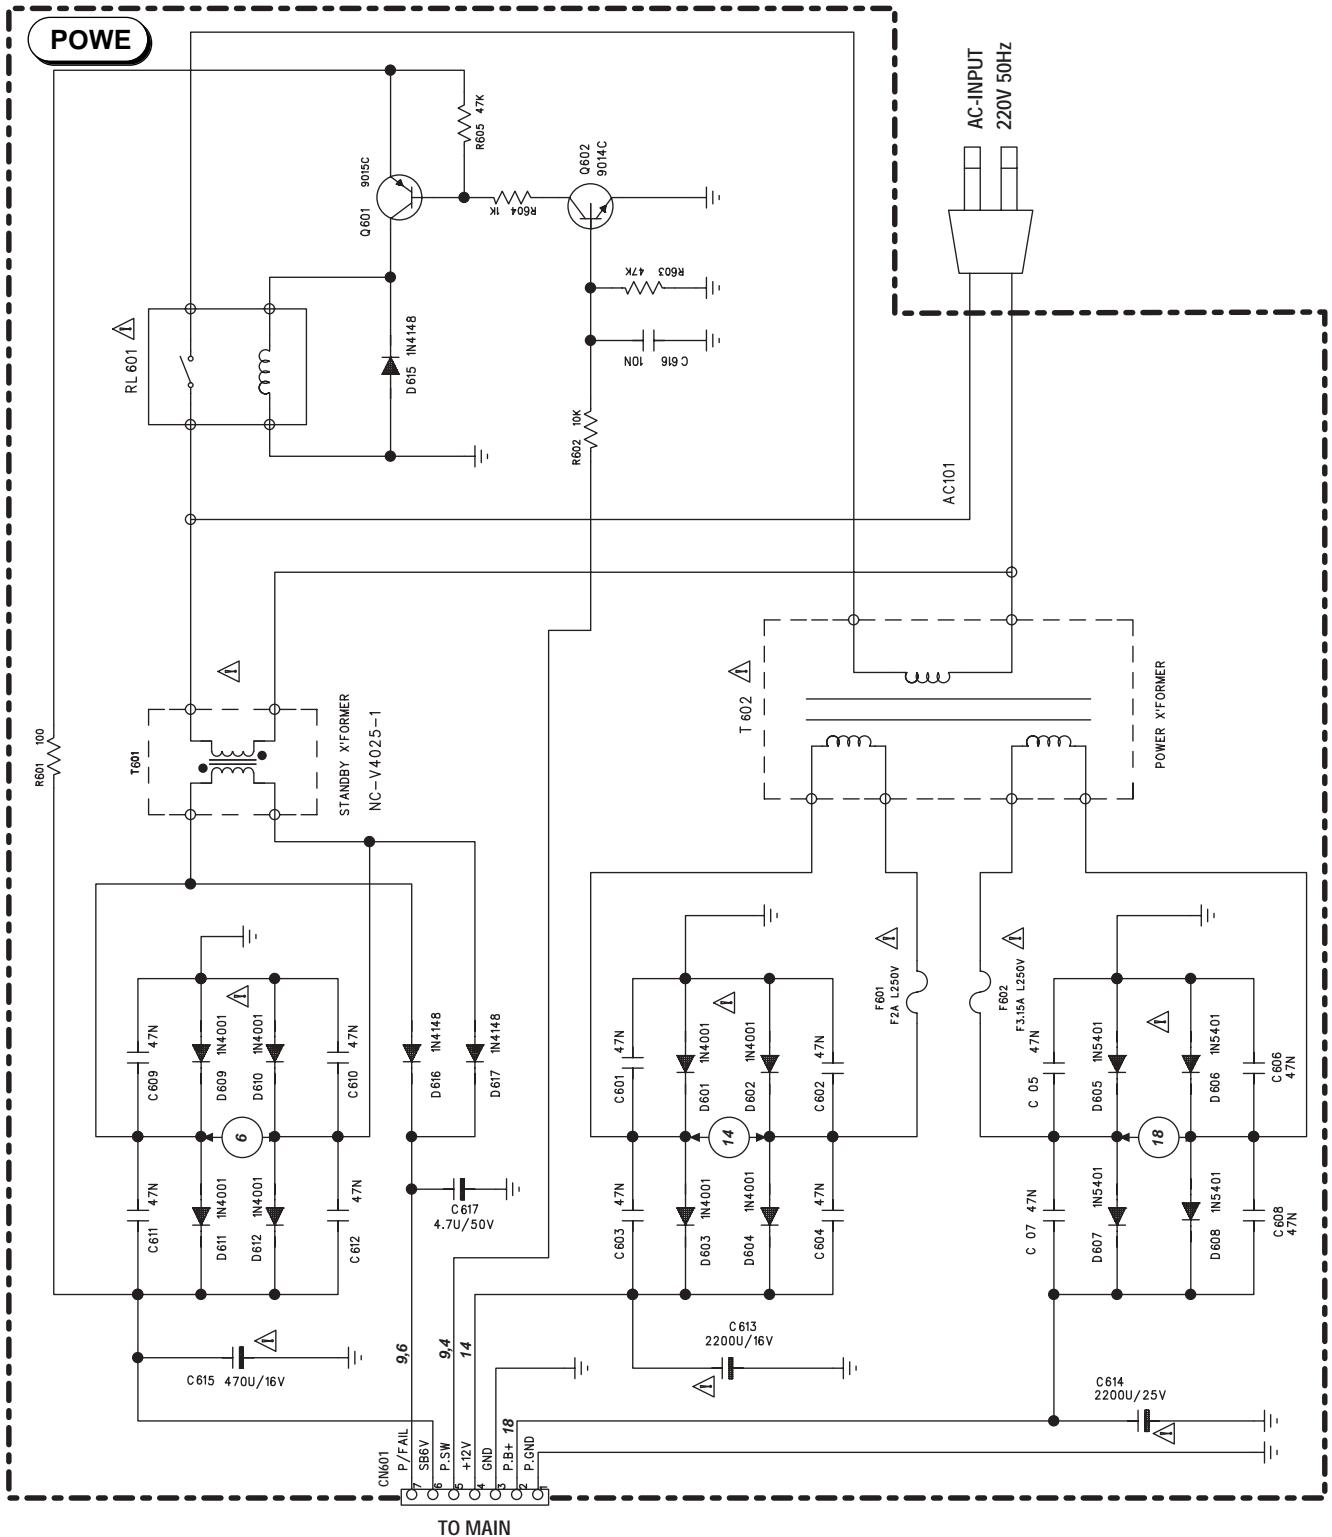 POWE
AC-INPUT
220V 50Hz
R605 47K
9015C
Q601
R604
1K
Q602
9014C
R603
47K
RL 601
D615 1N4148
C 616
10N
R602 10K
AC101
T602
POWER X'FORMER
R601 100
T601
STANDBY X'FORMER
NC-V4025-1
F601
F2A L250V
F602
F3.15A L250V
C609 47N
D609 1N4001
D610 1N4001
C610 47N
D616 1N4148
D617 1N4148
C601 47N
D601 1N4001
D602 1N4001
C602 47N
C 05 47N
D605 1N5401
D606 1N5401
C606
47N
6
14
18
C611 47N
D611 1N4001
D612 1N4001
C612 47N
C617
4.7U/50V
C603 47N
D603 1N4001
D604 1N4001
C604 47N
C 07 47N
D607 1N5401
D608 1N5401
C608
47N
C615 470U/16V
C613
2200U/16V
C614
2200U/25V
9,6
9,4
14
18
CN601
P/FAIL
SB6V
P.SW
+12V
GND
P.B+
P.GND
7
6
5
4
3
2
1
TO MAIN